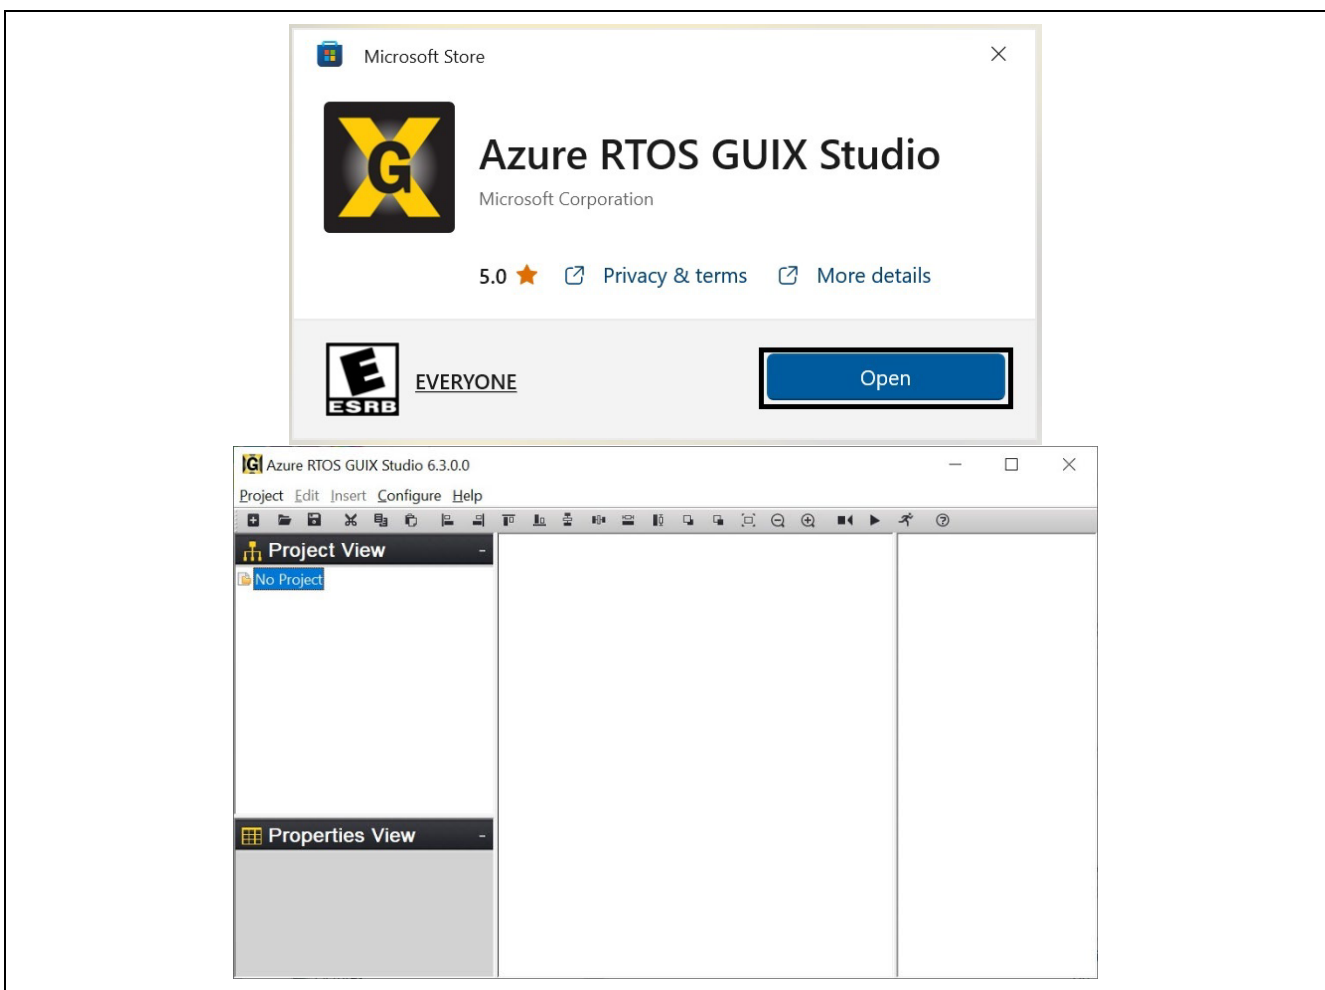 Microsoft Store
G
Azure RTOS GUIX Studio
Microsoft Corporation
5.0 Privacy & terms More details
E
ESRB
EVERYONE
Open
G Azure RTOS GUIX Studio 6.3.0.0
Project Edit Insert Configure Help
Project View -
No Project
Properties View -